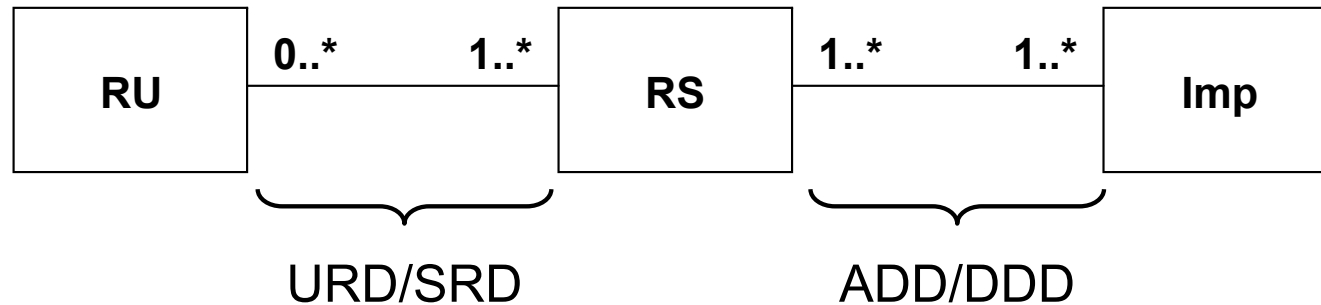 0..* 1..* 1..* 1..*
RU RS Imp
URD/SRD ADD/DDD